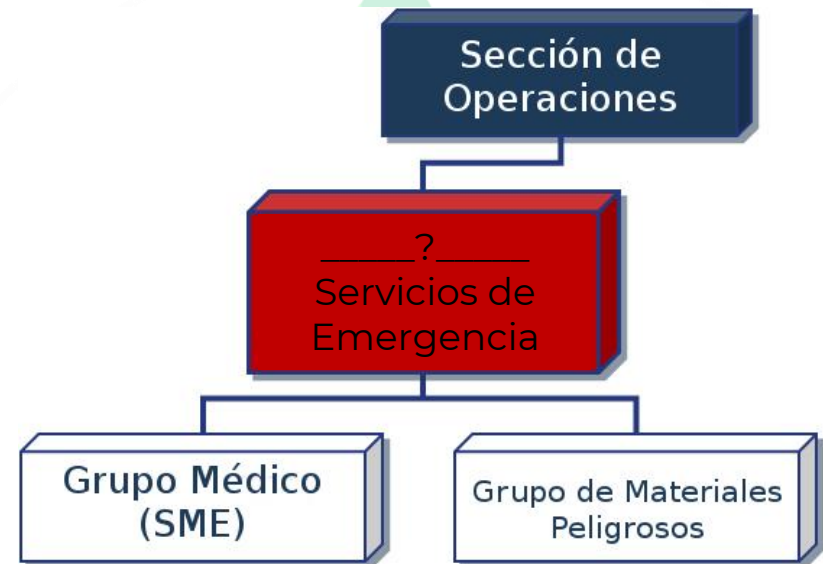 Sección de
Operaciones
_____?_____
Servicios de
Emergencia
Grupo Médico
(SME)
Grupo de Materiales
Peligrosos